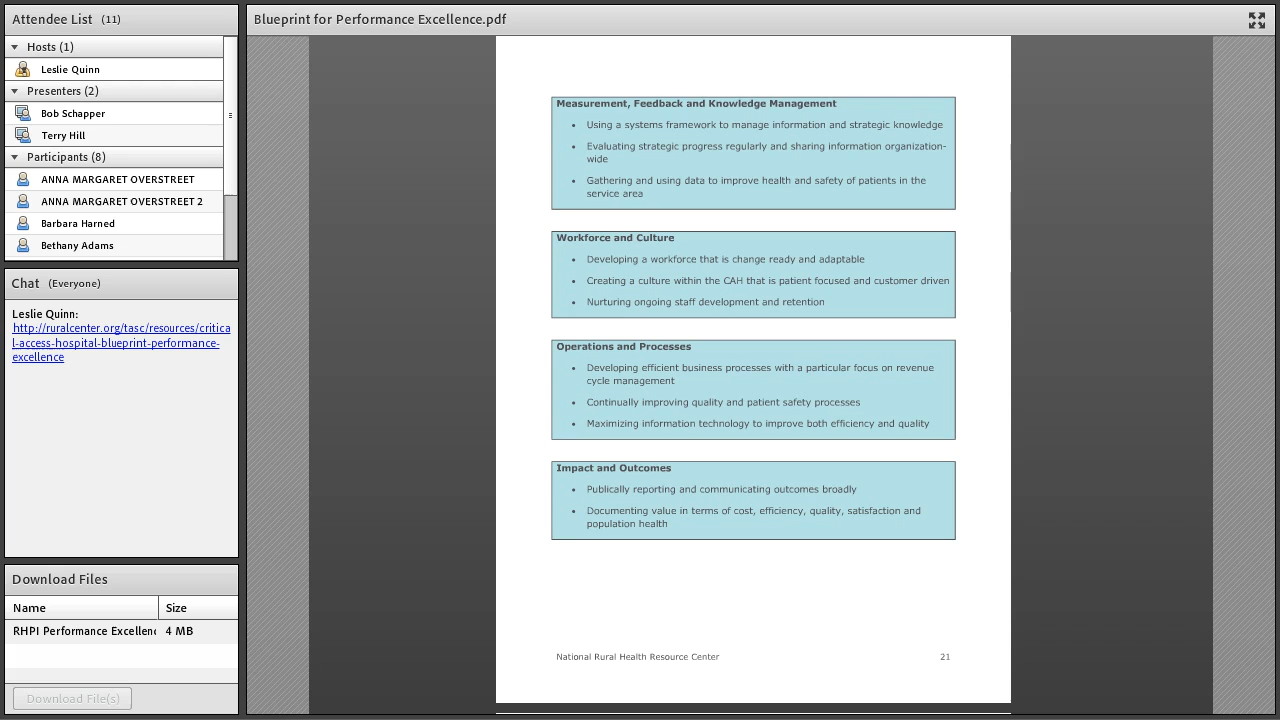 Attendee List (11)
Hosts (1)
Leslie Quinn
Presenters (2)
Bob Schapper
Terry Hill
Participants (8)
ANNA MARGARET OVERSTREET
ANNA MARGARET OVERSTREET 2
Barbara Harned
Bethany Adams
Chat (Everyone)
Leslie Quinn:
http://ruralcenter.org/tasc/resources/critica
l-access-hospital-blueprint-performance-
excellence
Download Files
Name Size
RHPI Performance Excellenc 4 MB
Download File(s)
Blueprint for Performance Excellence.pdf
Measurement, Feedback and Knowledge Management
• Using a systems framework to manage information and strategic knowledge
• Evaluating strategic progress regularly and sharing information organization-
wide
• Gathering and using data to improve health and safety of patients in the
service area
Workforce and Culture
• Developing a workforce that is change ready and adaptable
• Creating a culture within the CAH that is patient focused and customer driven
• Nurturing ongoing staff development and retention
Operations and Processes
• Developing efficient business processes with a particular focus on revenue
cycle management
• Continually improving quality and patient safety processes
• Maximizing information technology to improve both efficiency and quality
Impact and Outcomes
• Publically reporting and communicating outcomes broadly
• Documenting value in terms of cost, efficiency, quality, satisfaction and
population health
National Rural Health Resource Center 21